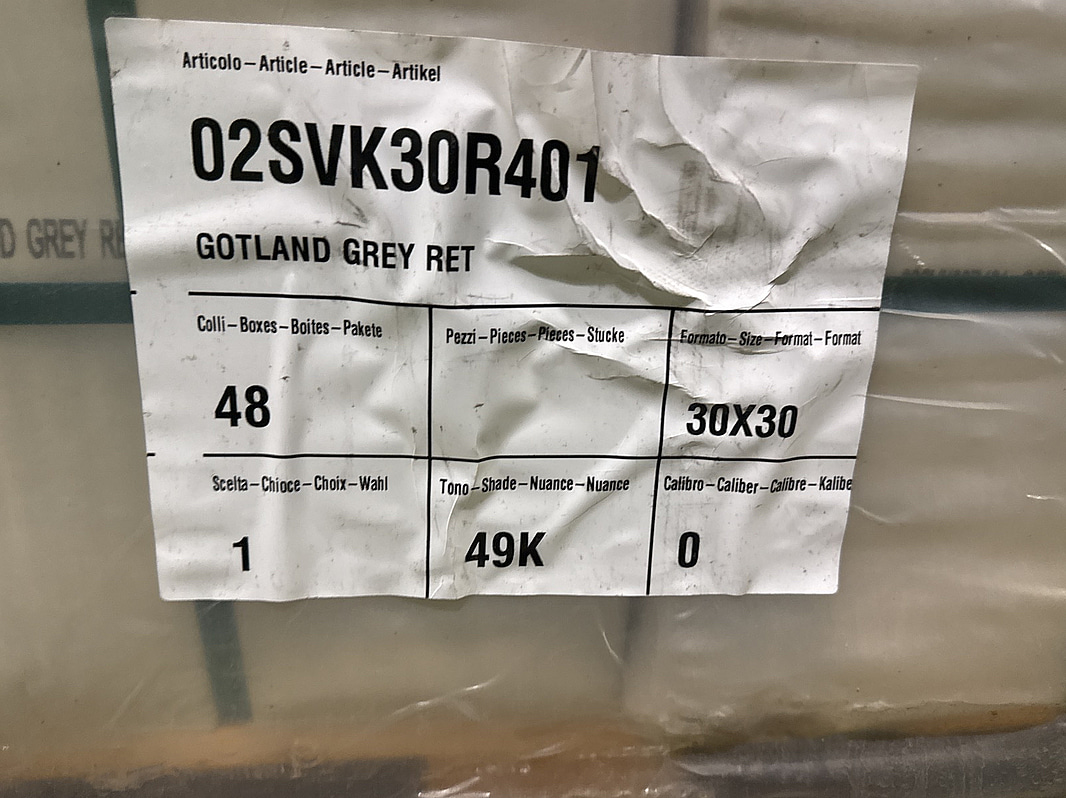 Articolo–Article–Article–Artikel
02SVK30R401
GOTLAND GREY RET
D GREY
Colli–Boxes–Boites–Pakete
Pezzi–Pieces–Pieces–Stucke
Formato–Size–Format–Format
48
30X30
Scelta–Chioce–Choix–Wahl
Tono–Shade–Nuance–Nuance
Calibro–Caliber–Calibre–Kalibe
1
49K
0